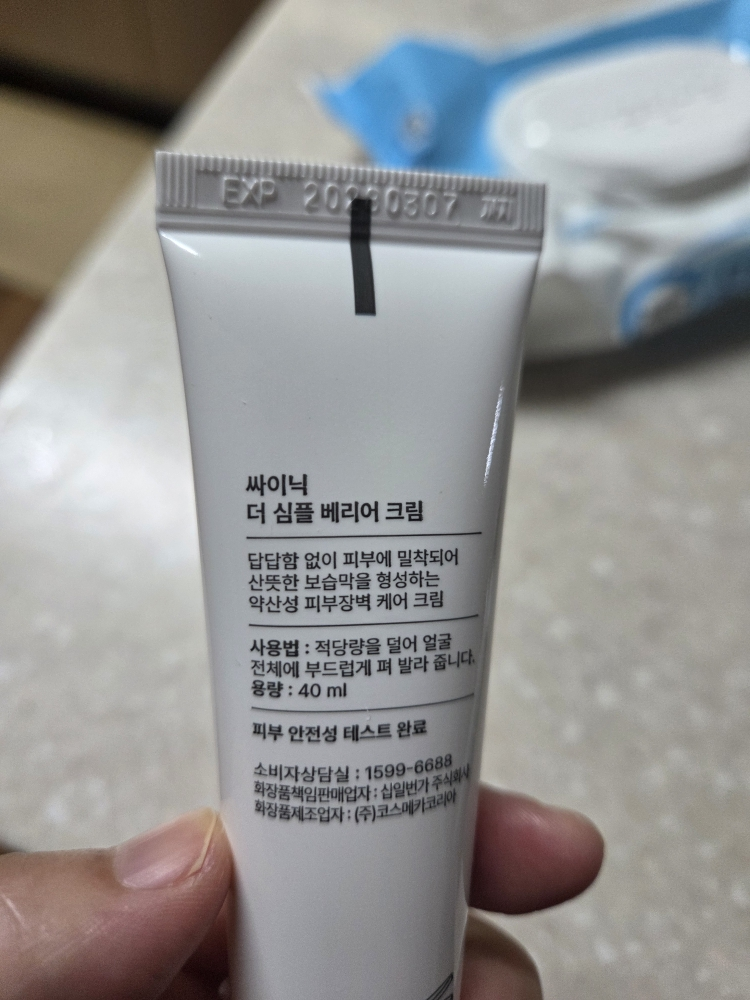 EXP 까지
싸이닉
더 심플 베리어 크림
답답함 없이 피부에 밀착되어
산뜻한 보습막을 형성하는
약산성 피부장벽 케어 크림
사용법 : 적당량을 덜어 얼굴
전체에 부드럽게 펴 발라 줍니다.
용량 : 40 ml
피부 안전성 테스트 완료
소비자상담실 : 1599-6688
화장품책임판매업자 : 십일번가 주식회사
화장품제조업자 : (주)코스메카코리아